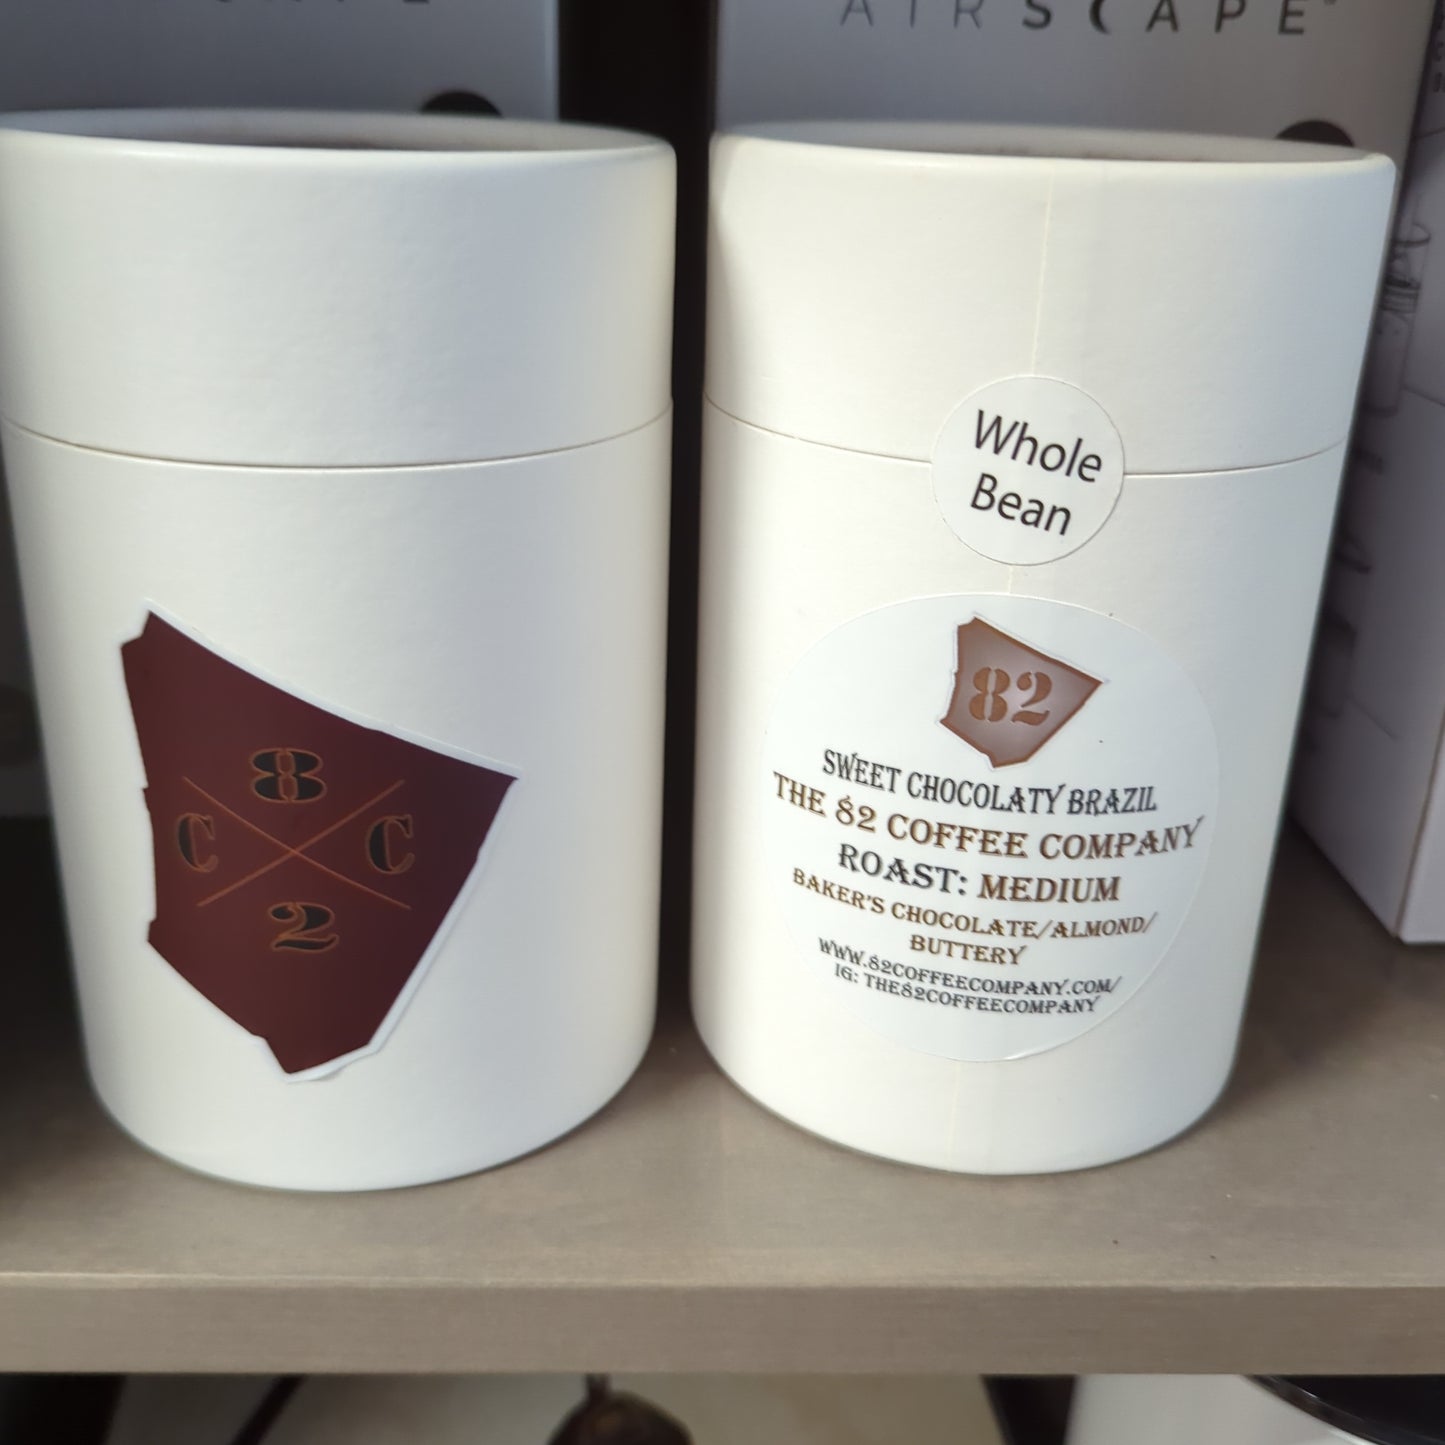 AIRSCAPE
Whole
Bean
8
C C
2
82
SWEET CHOCOLATY BRAZIL
THE 82 COFFEE COMPANY
ROAST: MEDIUM
BAKER'S CHOCOLATE/ALMOND/
BUTTERY
WWW.82COFFEECOMPANY.COM/
IG: THE82COFFEECOMPANY